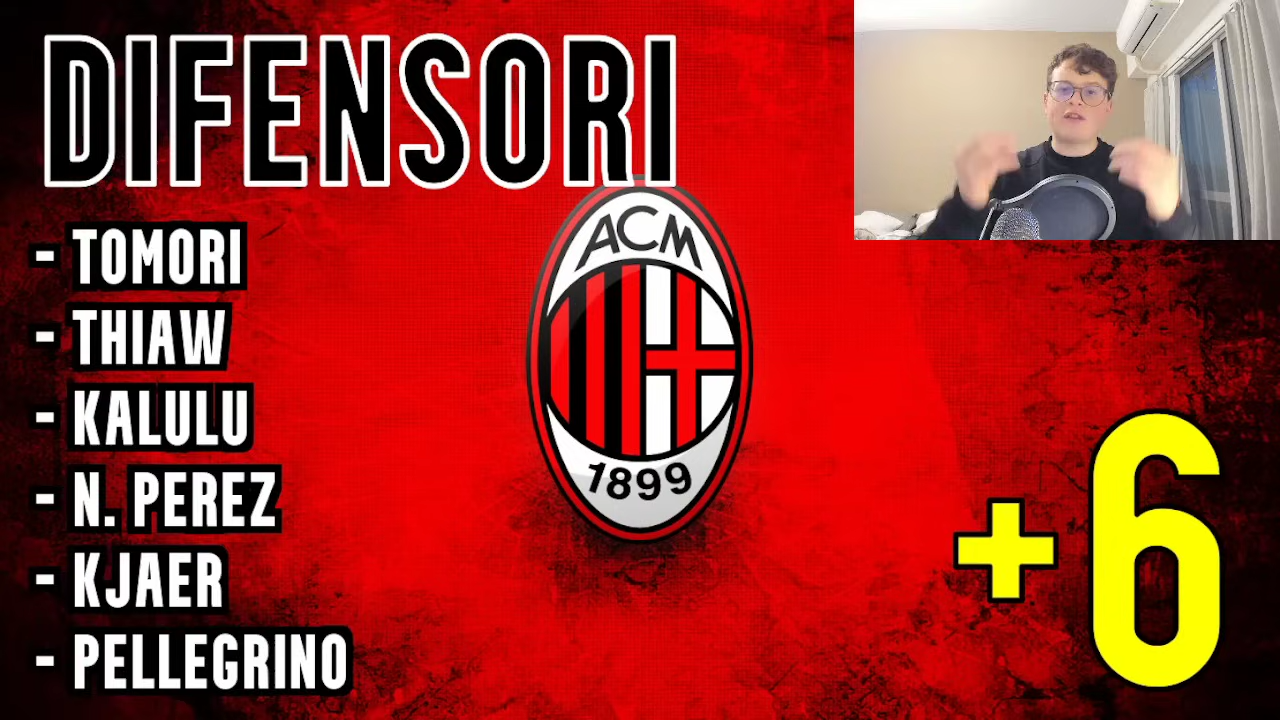 DIFENSORI
- TOMORI
- THIAW
- KALULU
- N. PEREZ
- KJAER
- PELLEGRINO
ACM
1899
+6